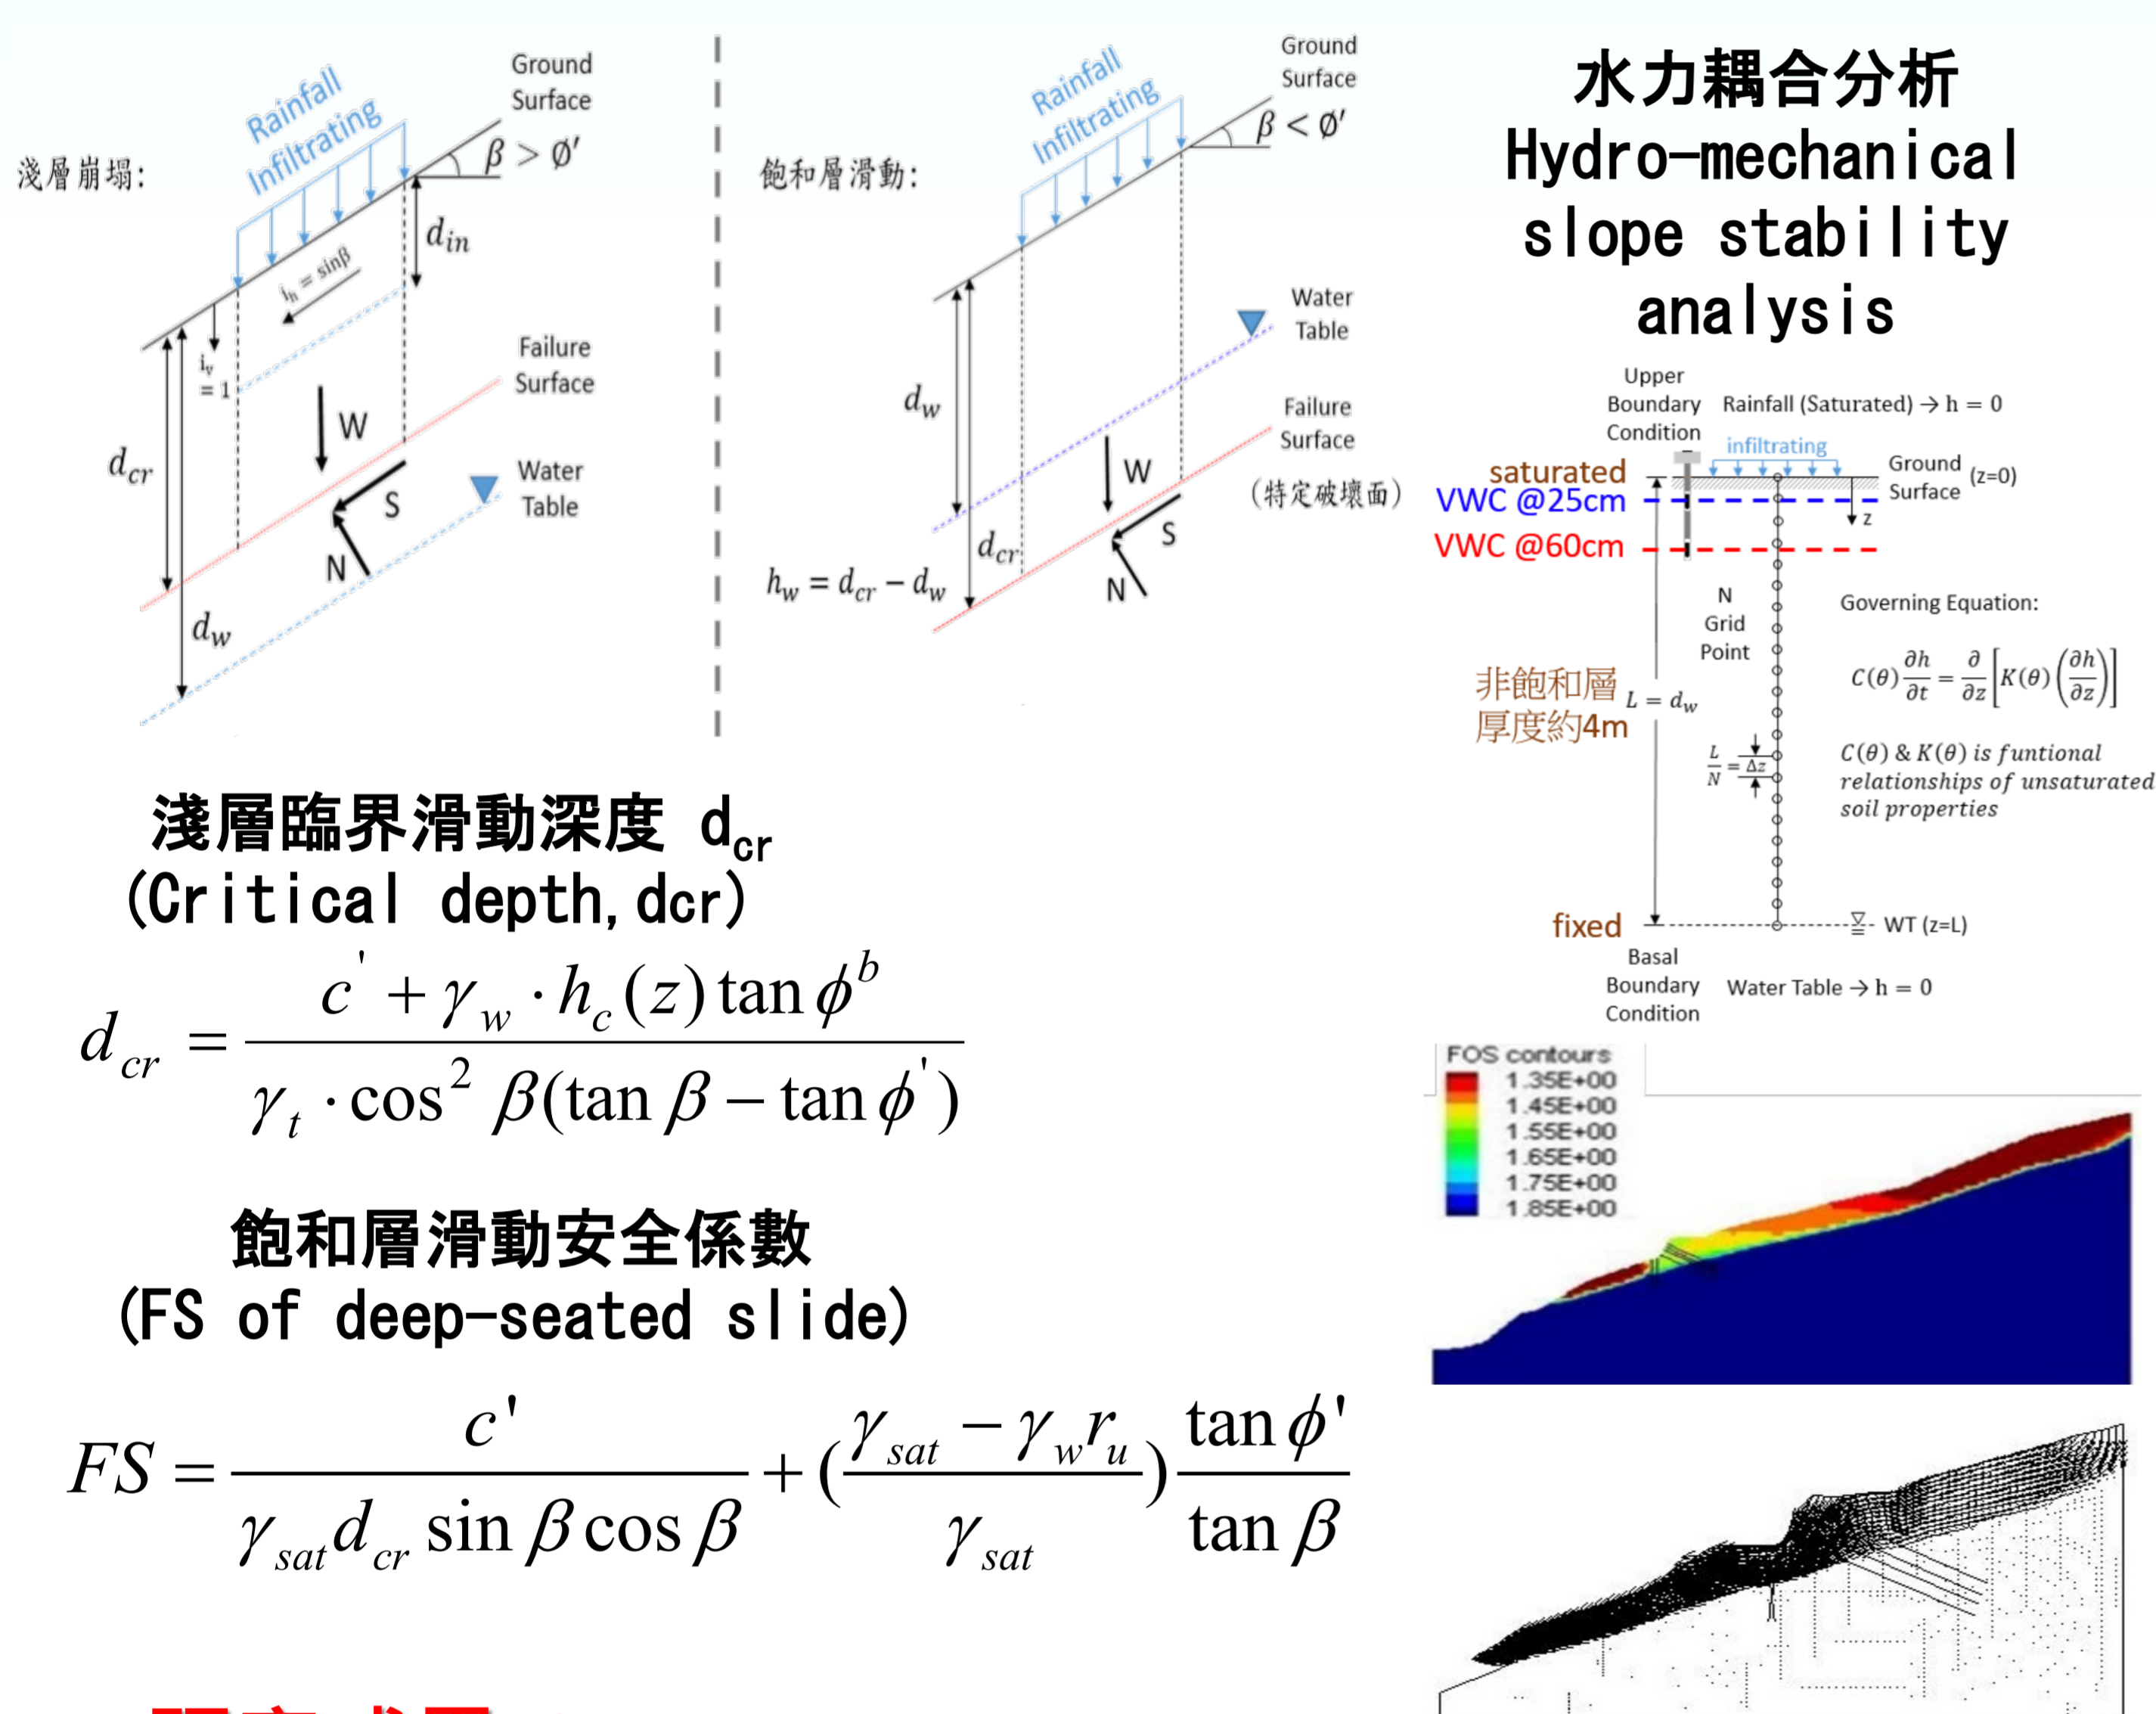 淺層崩塌:
Rainfall
Infiltrating
Ground
Surface
β > Ø′
d_in
i_h = sinβ
i_v
= 1
Failure
Surface
W
d_cr
S
Water
Table
N
d_w
飽和層滑動:
Rainfall
Infiltrating
Ground
Surface
β < Ø′
Water
Table
d_w
Failure
Surface
(特定破壞面)
W
S
d_cr
N
h_w = d_cr − d_w
水力耦合分析
Hydro-mechanical
slope stability
analysis
Upper
Boundary
Condition
Rainfall (Saturated) → h = 0
infiltrating
saturated
Ground
Surface
(z=0)
VWC @25cm
z
VWC @60cm
N
Grid
Point
Governing Equation:
C(θ) ∂h/∂t = ∂/∂z [K(θ) (∂h/∂z)]
非飽和層
厚度約4m
L = d_w
L/N = Δz
C(θ) & K(θ) is funtional
relationships of unsaturated
soil properties
fixed
WT (z=L)
Basal
Boundary
Condition
Water Table → h = 0
淺層臨界滑動深度 d_cr
(Critical depth,dcr)
d_cr = (c' + γ_w · h_c(z) tan ϕ^b) / (γ_t · cos² β(tan β − tan ϕ'))
飽和層滑動安全係數
(FS of deep-seated slide)
FS = c' / (γ_sat d_cr sin β cos β) + ((γ_sat − γ_w r_u) / γ_sat) tan ϕ' / tan β
FOS contours
1.35E+00
1.45E+00
1.55E+00
1.65E+00
1.75E+00
1.85E+00